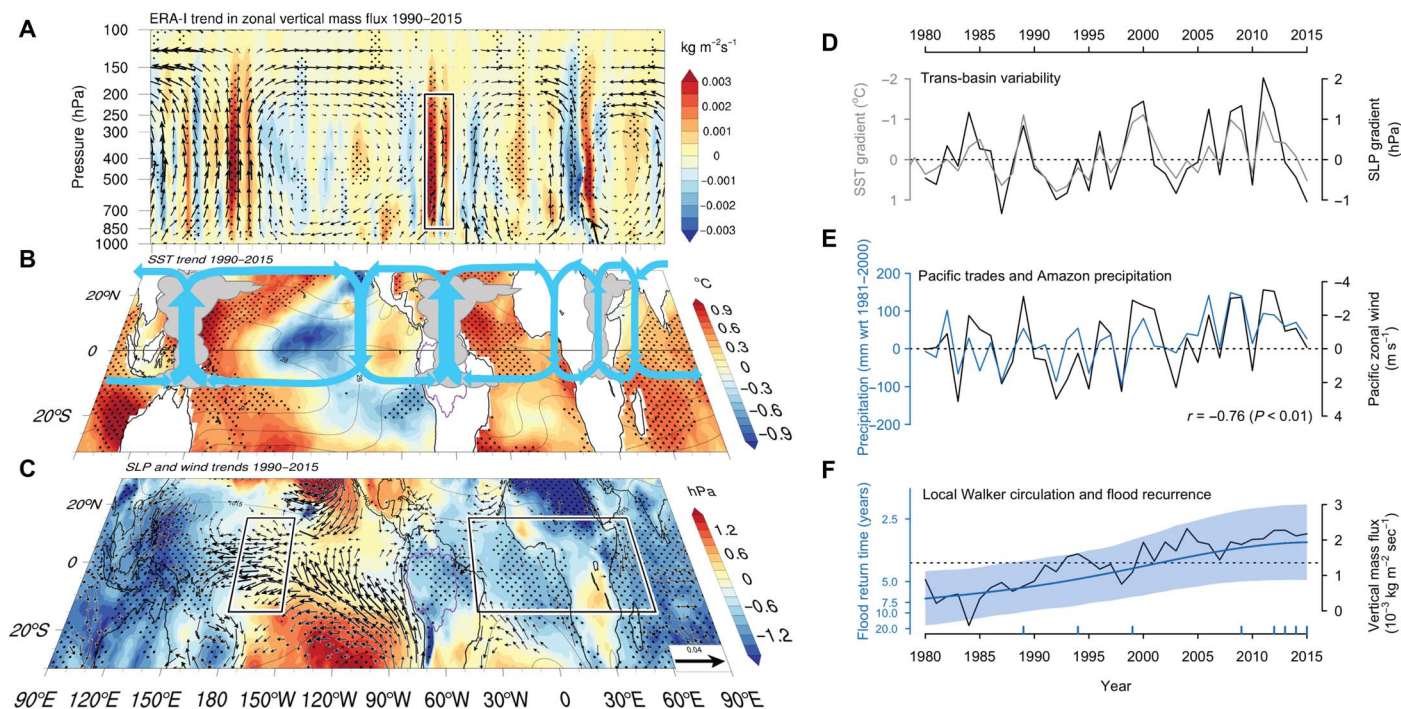 A
ERA-I trend in zonal vertical mass flux 1990–2015
Pressure (hPa)
100
150
200
250
300
400
500
700
850
1000
kg m⁻²s⁻¹
0.003
0.002
0.001
0
−0.001
−0.002
−0.003
B
SST trend 1990–2015
20°N
0
20°S
28
28
°C
0.9
0.6
0.3
0
−0.3
−0.6
−0.9
C
SLP and wind trends 1990–2015
20°N
0
20°S
1015
hPa
1.2
0.6
0
−0.6
−1.2
0.04
90°E 120°E 150°E 180 150°W 120°W 90°W 60°W 30°W 0 30°E 60°E 90°E
D
1980 1985 1990 1995 2000 2005 2010 2015
Trans-basin variability
SST gradient (°C)
−2
−1
0
1
SLP gradient
(hPa)
2
1
0
−1
E
Pacific trades and Amazon precipitation
Precipitation (mm wrt 1981–2000)
200
100
0
−100
−200
Pacific zonal wind
(m s⁻¹)
−4
−2
0
2
4
r = −0.76 (P < 0.01)
F
Local Walker circulation and flood recurrence
Flood return time (years)
2.5
5.0
7.5
10.0
20.0
Vertical mass flux
(10⁻³ kg m⁻² sec⁻¹)
3
2
1
0
1980 1985 1990 1995 2000 2005 2010 2015
Year